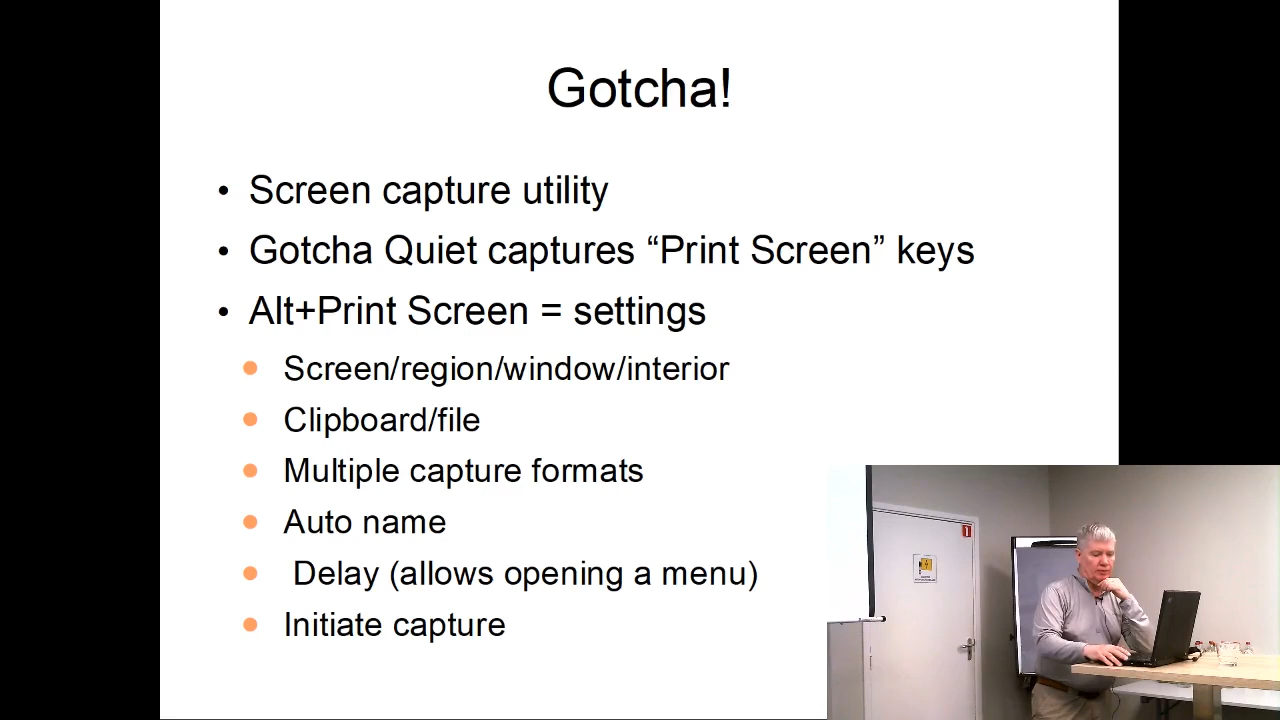 Gotcha!
• Screen capture utility
• Gotcha Quiet captures “Print Screen” keys
• Alt+Print Screen = settings
Screen/region/window/interior
Clipboard/file
Multiple capture formats
Auto name
Delay (allows opening a menu)
Initiate capture